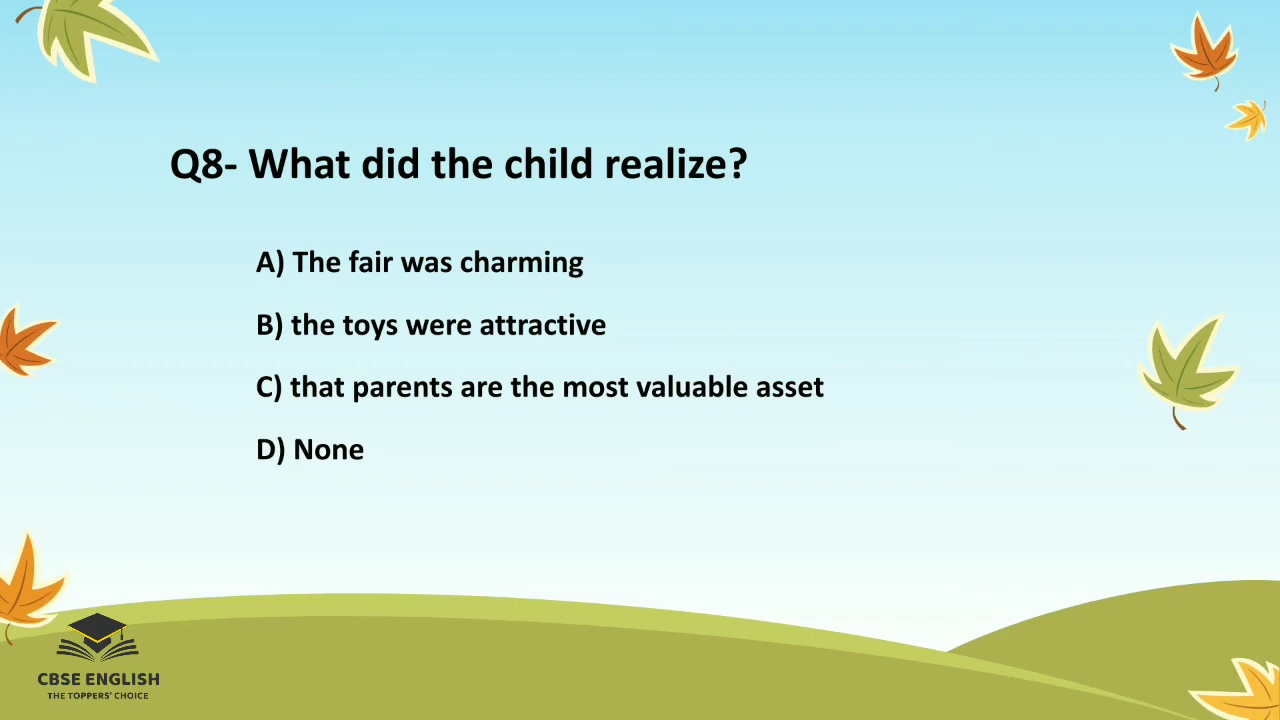 Q8- What did the child realize?
A) The fair was charming
B) the toys were attractive
C) that parents are the most valuable asset
D) None
CBSE ENGLISH
THE TOPPERS' CHOICE